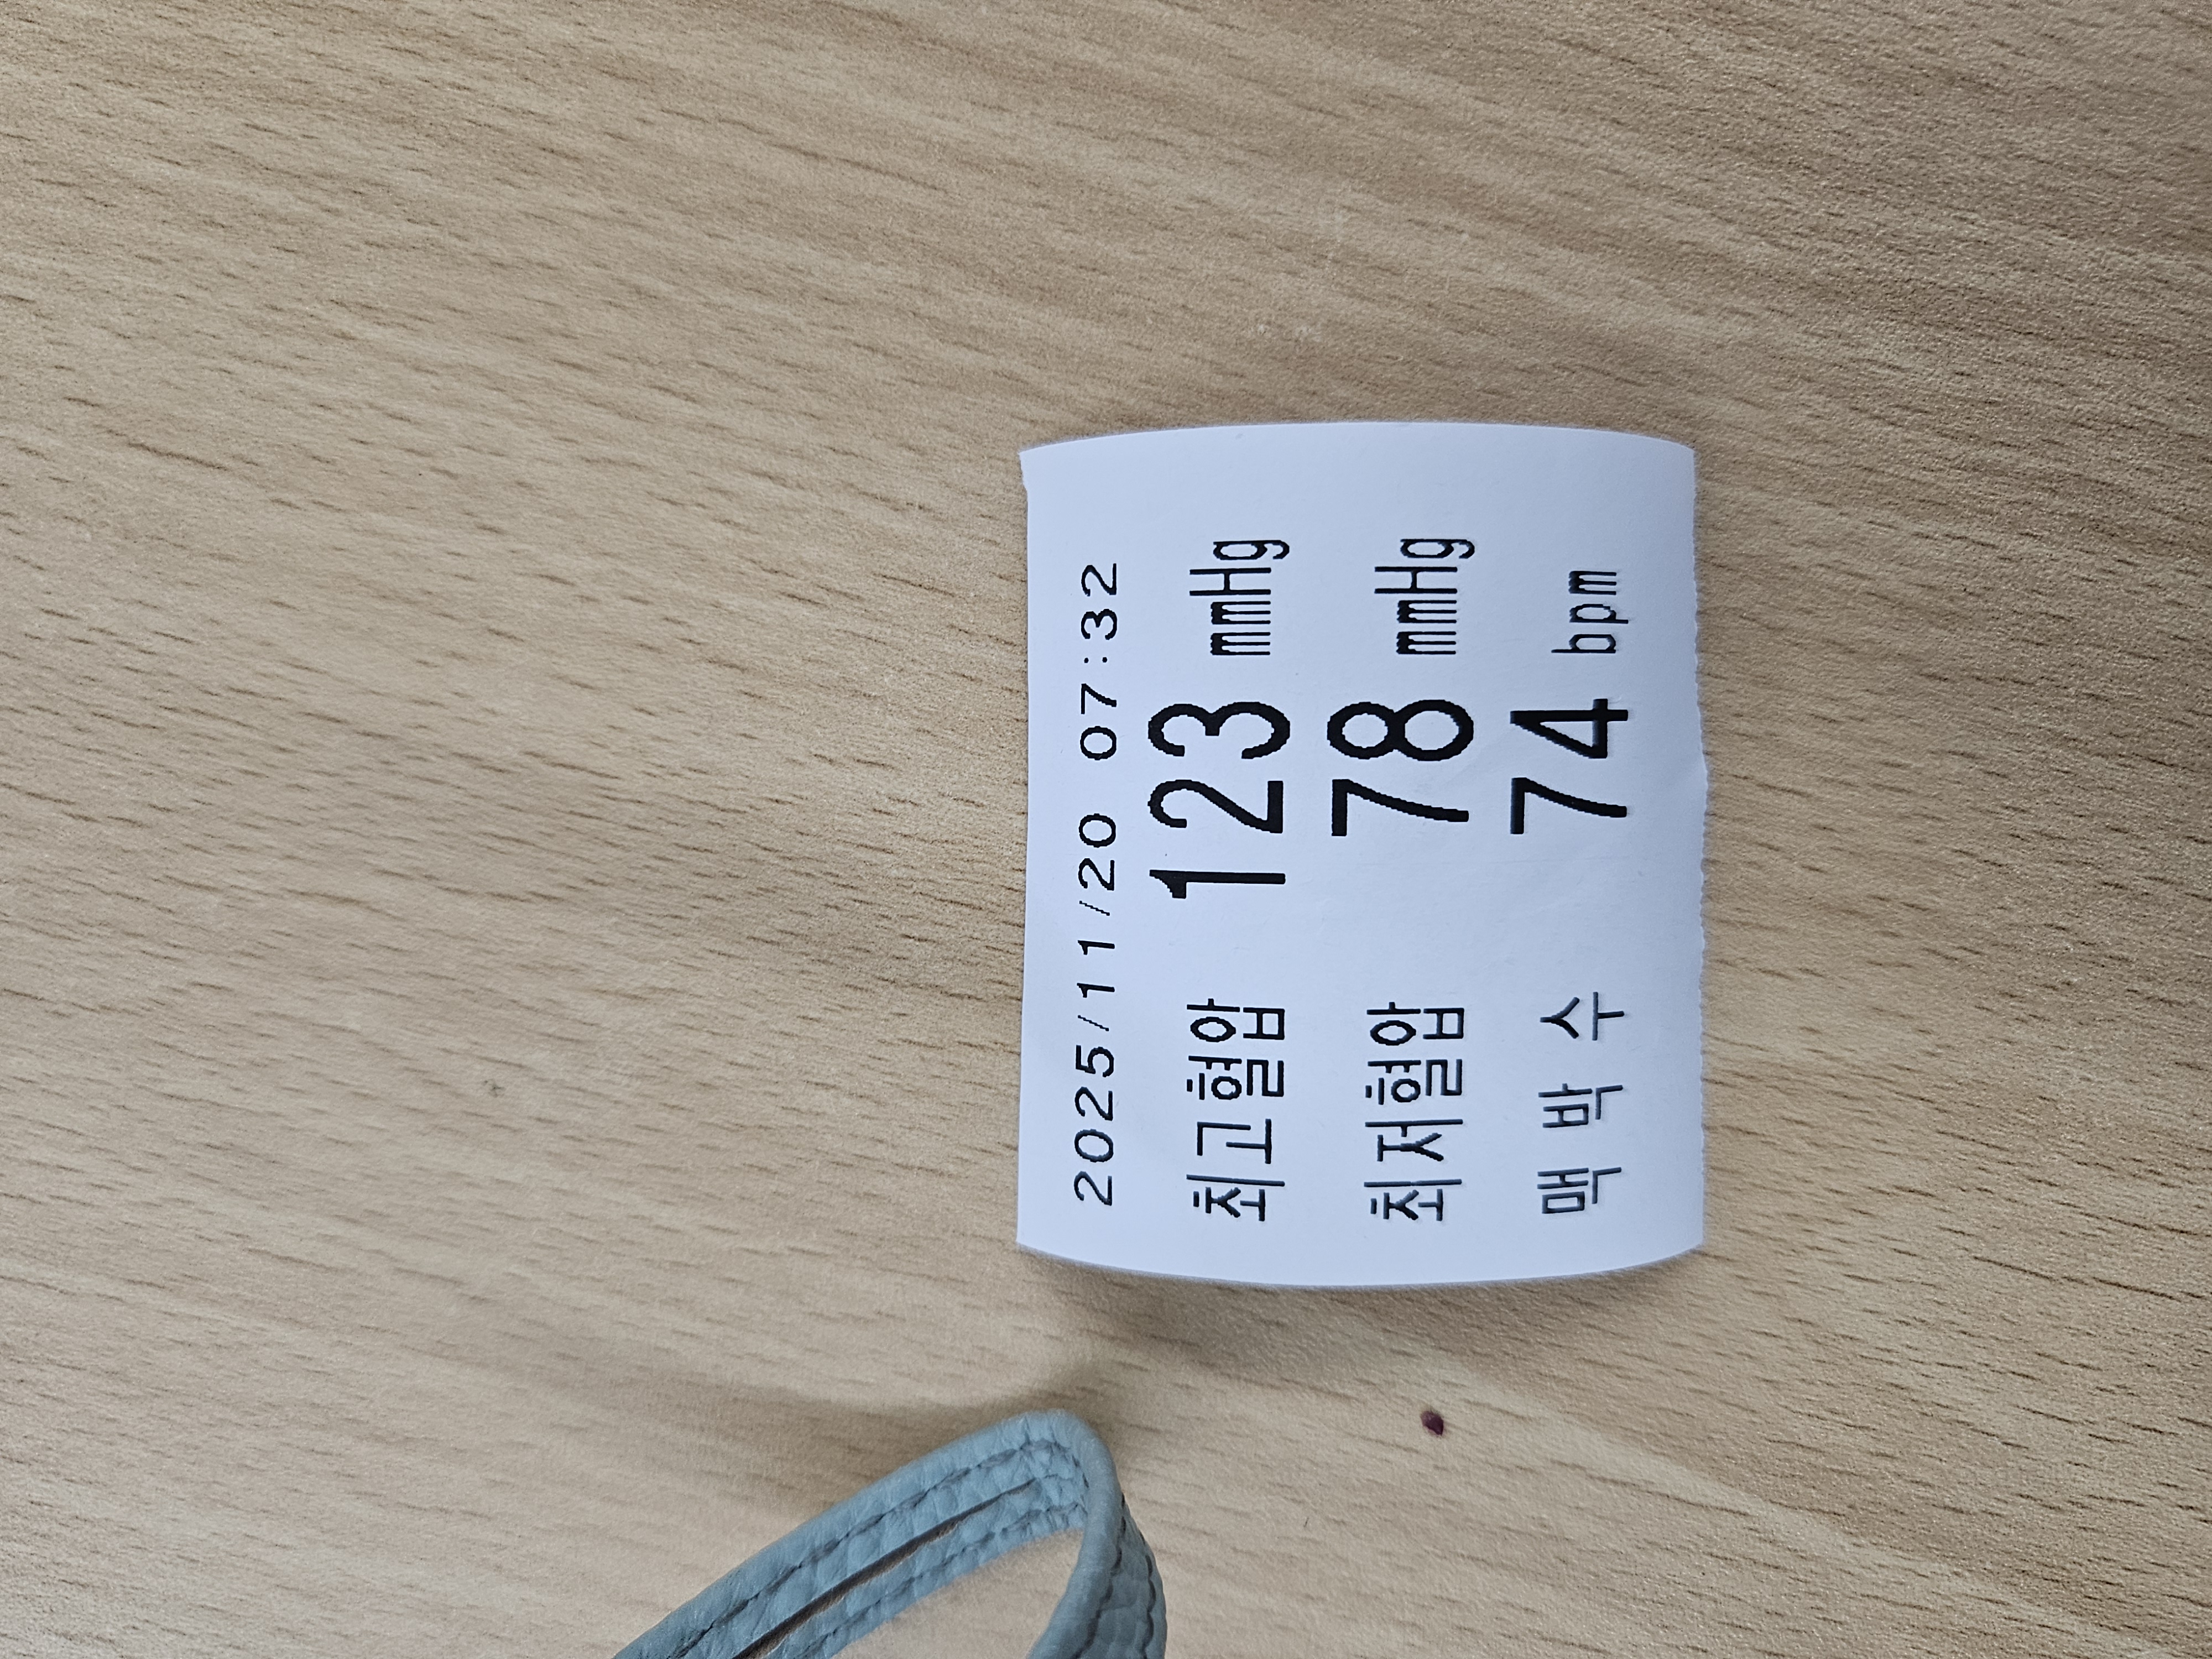 2025/11/20 07:32
최고혈압 123 mmHg
최저혈압 78 mmHg
맥 박 수 74 bpm